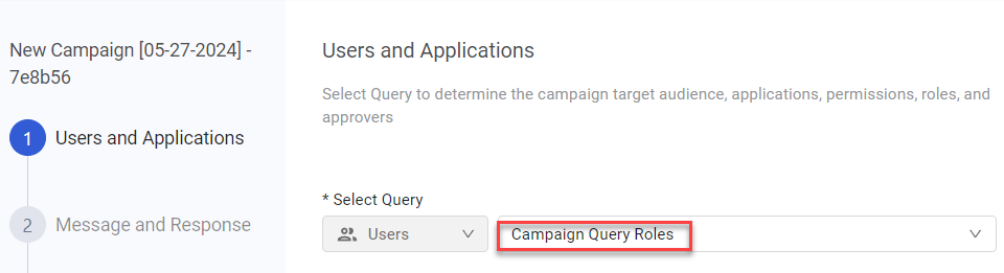 New Campaign [05-27-2024] -
7e8b56
1 Users and Applications
2 Message and Response
Users and Applications
Select Query to determine the campaign target audience, applications, permissions, roles, and
approvers
* Select Query
Users
Campaign Query Roles